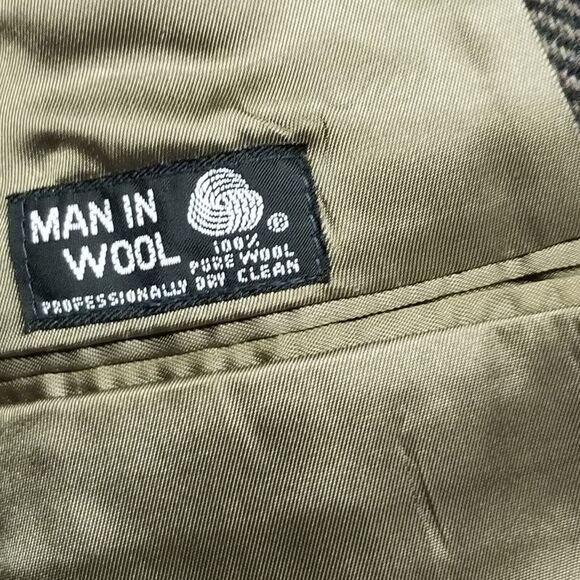 MAN IN
WOOL
®
100%
PURE WOOL
PROFESSIONALLY DRY CLEAN